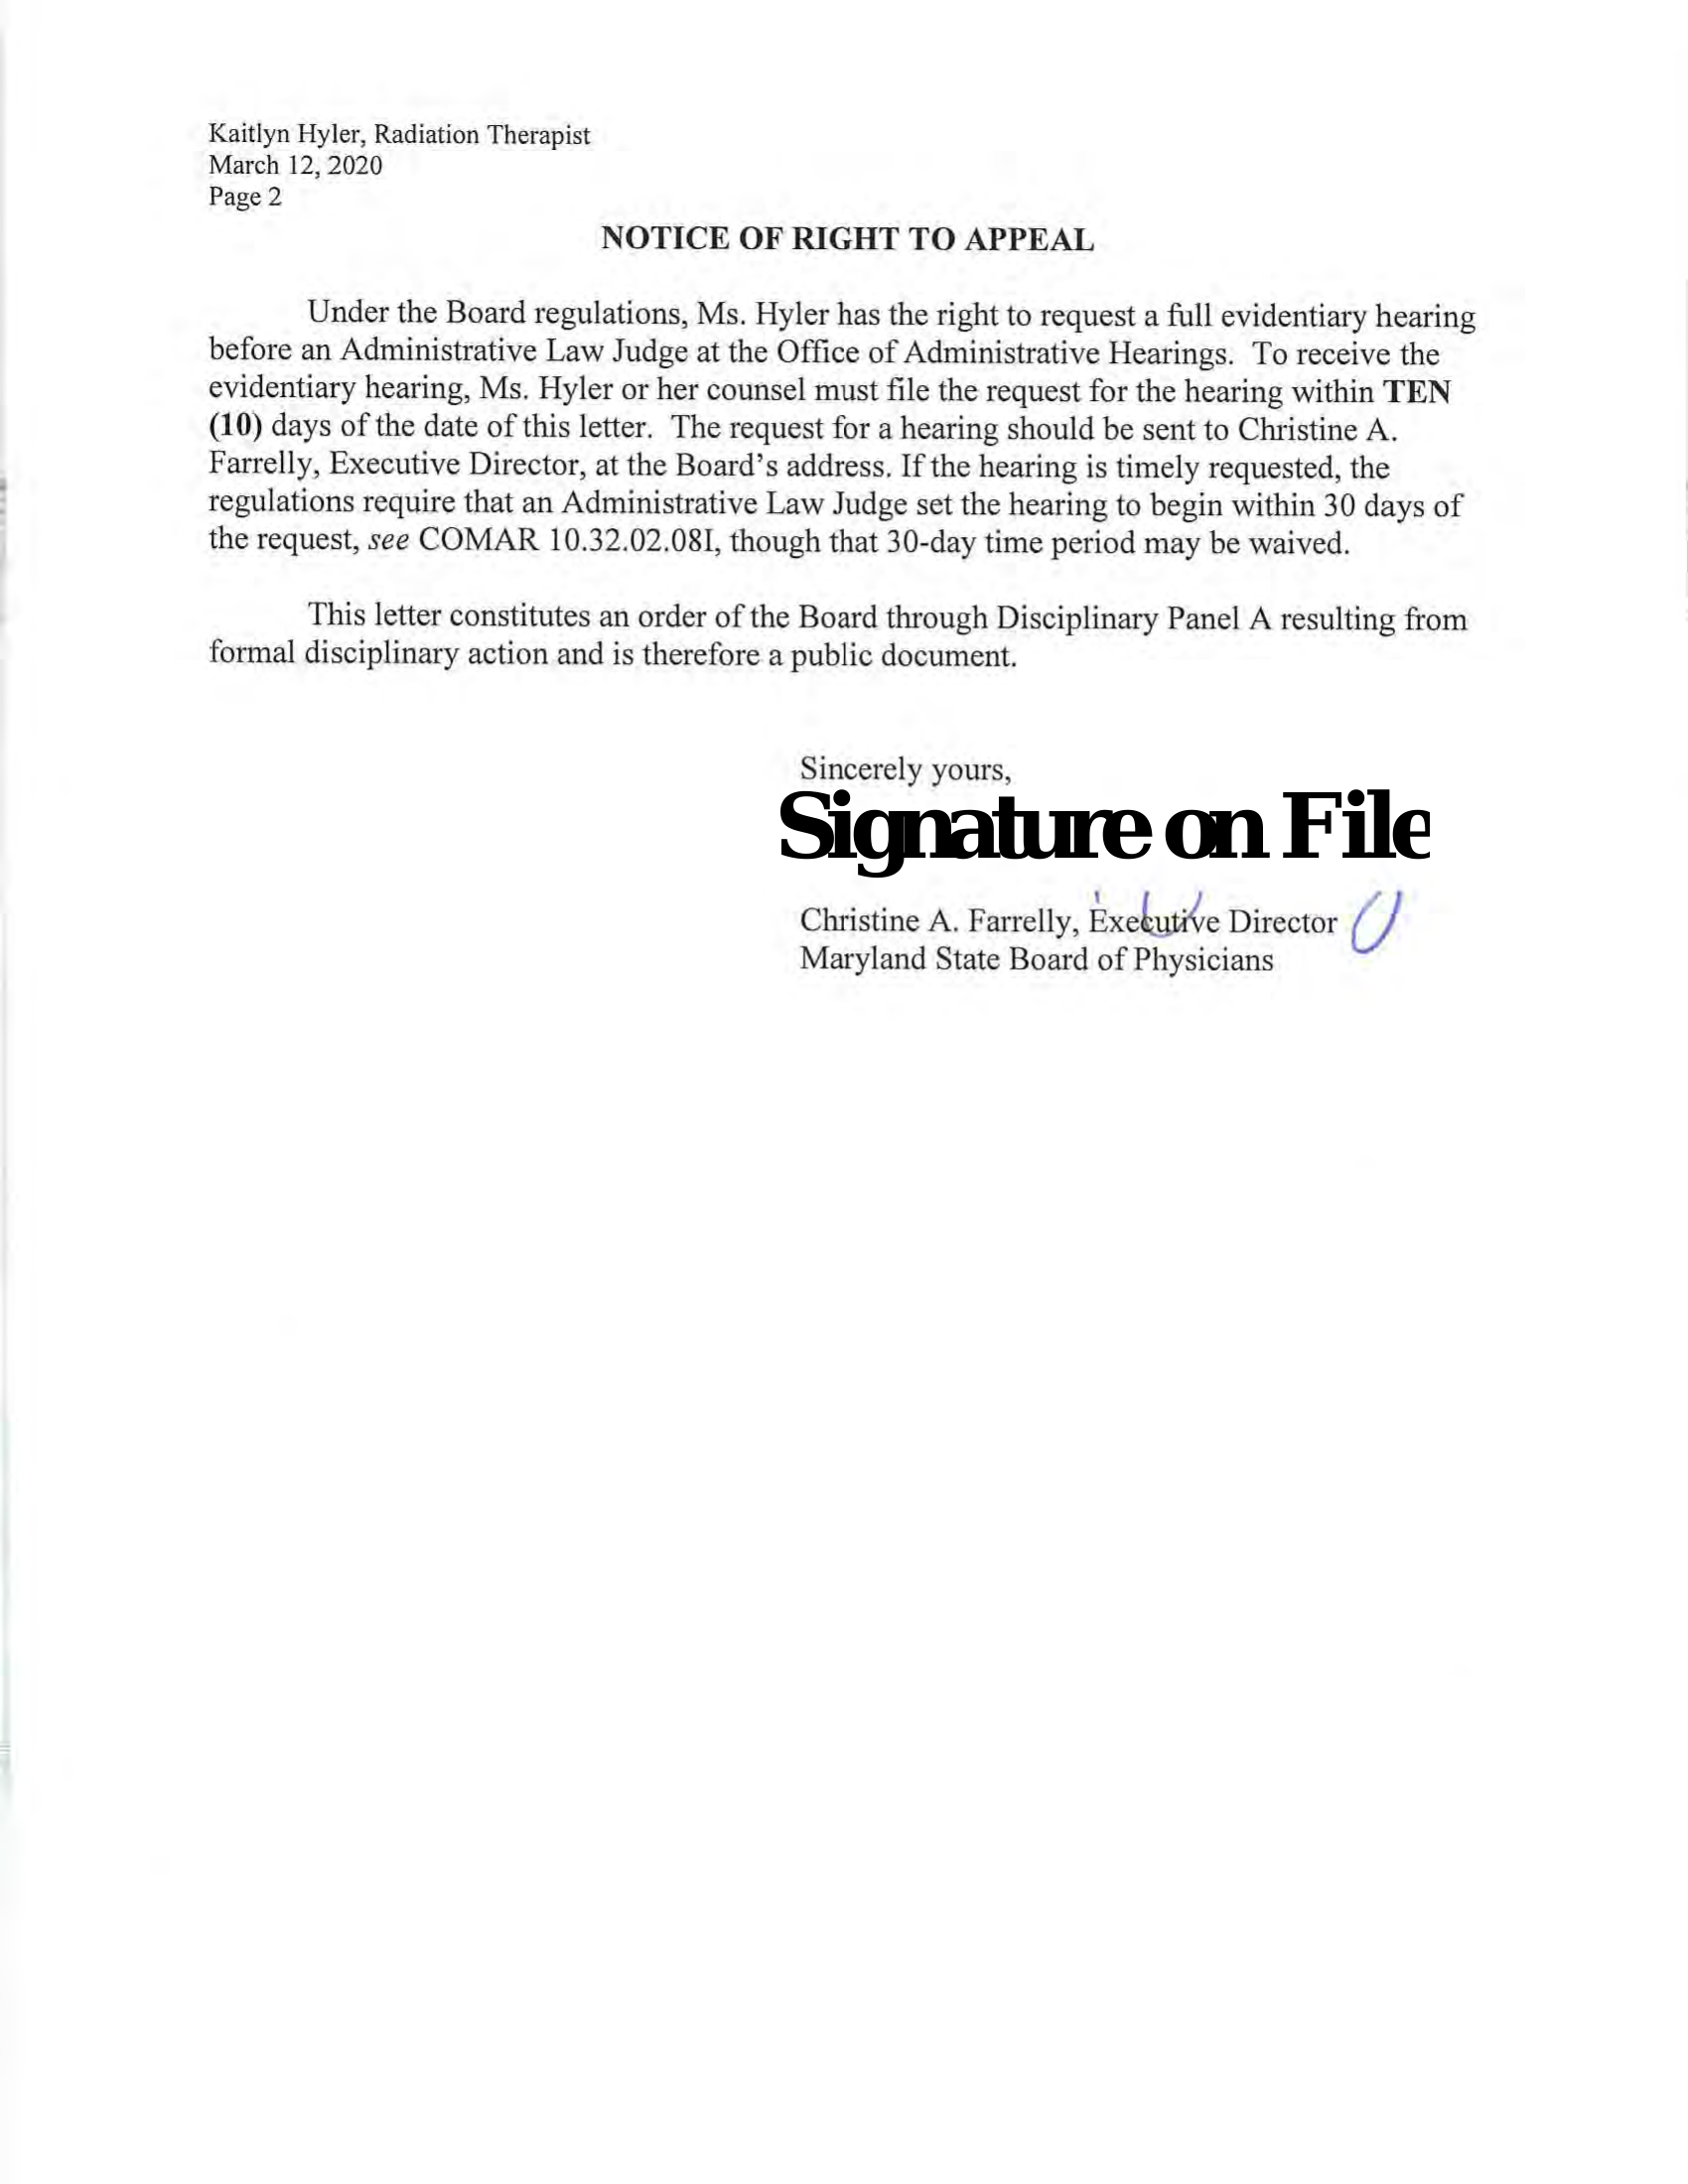 Kaitlyn Hyler, Radiation Therapist
March 12, 2020
Page 2
NOTICE OF RIGHT TO APPEAL
Under the Board regulations, Ms. Hyler has the right to request a full evidentiary hearing
before an Administrative Law Judge at the Office of Administrative Hearings. To receive the
evidentiary hearing, Ms. Hyler or her counsel must file the request for the hearing within TEN
(10) days of the date of this letter. The request for a hearing should be sent to Christine A.
Farrelly, Executive Director, at the Board's address. If the hearing is timely requested, the
regulations require that an Administrative Law Judge set the hearing to begin within 30 days of
the request, see COMAR 10.32.02.08I, though that 30-day time period may be waived.
This letter constitutes an order of the Board through Disciplinary Panel A resulting from
formal disciplinary action and is therefore a public document.
Sincerely yours,
Signature on File
Christine A. Farrelly, Executive Director
Maryland State Board of Physicians